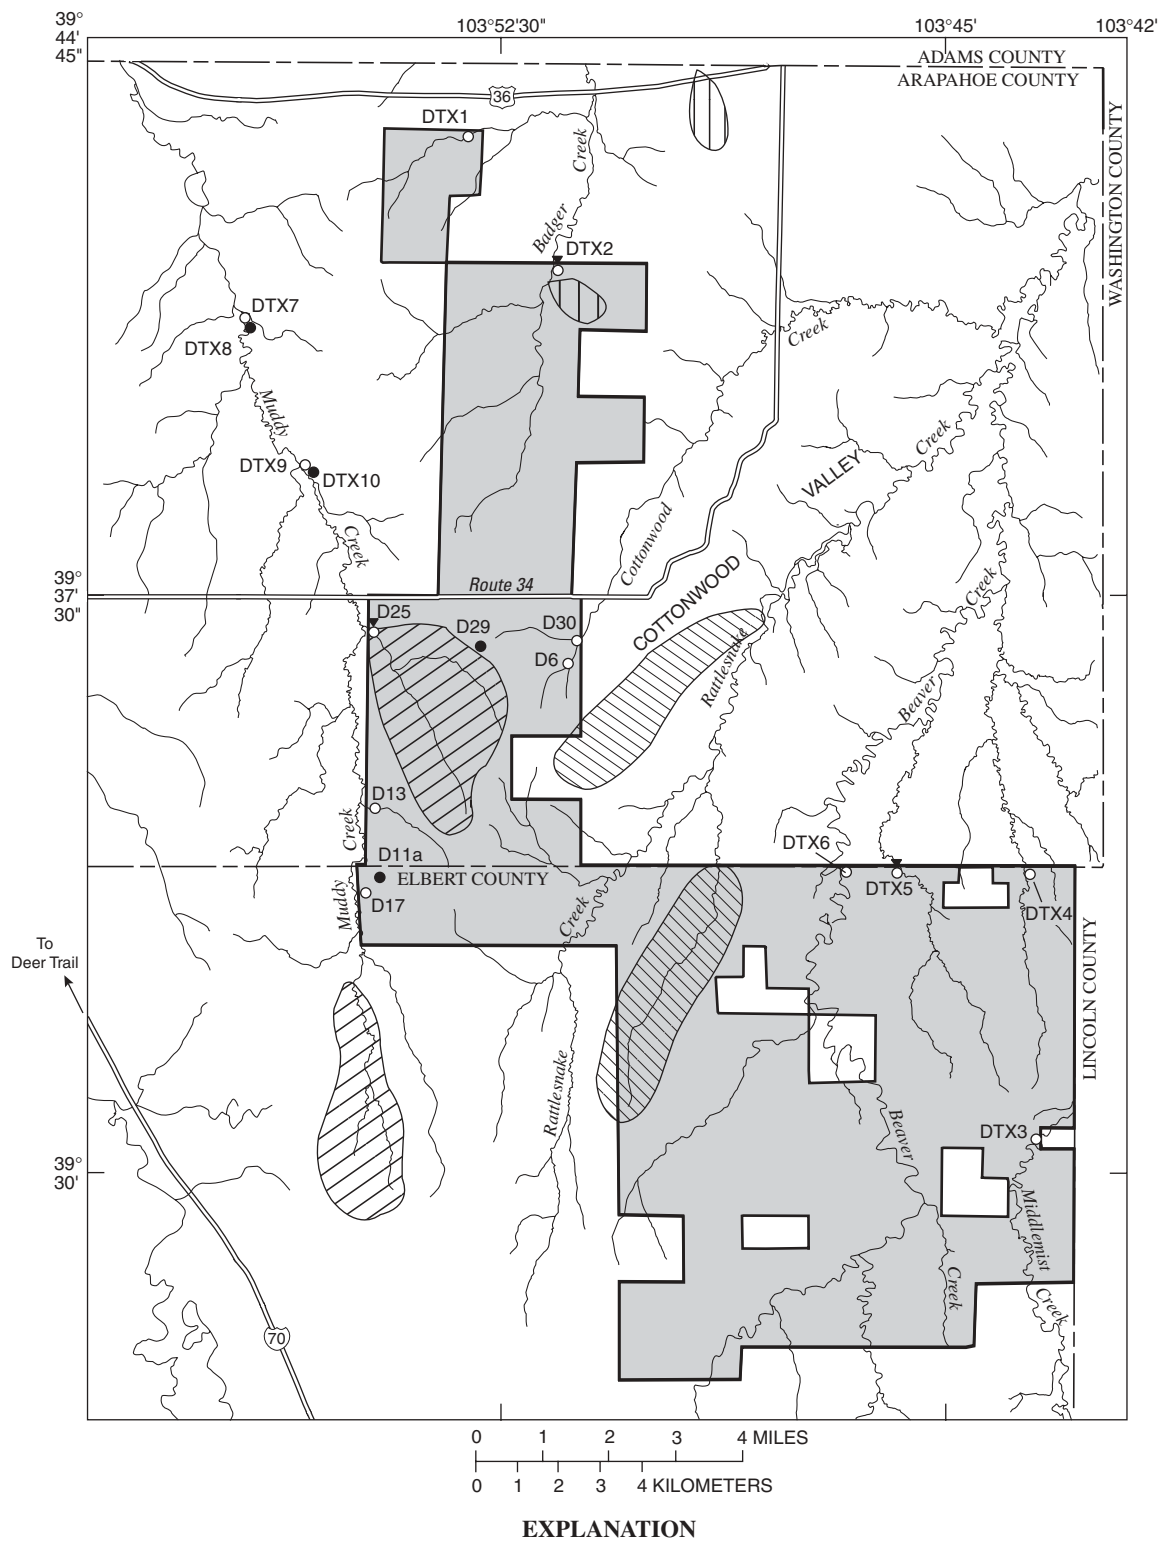 39°
44'
45"
103°52'30"
103°45'
103°42'
ADAMS COUNTY
ARAPAHOE COUNTY
36
DTX1
Creek
WASHINGTON COUNTY
Badger
DTX2
DTX7
DTX8
Creek
Muddy
Creek
DTX9
DTX10
VALLEY
Creek
Cottonwood
39°
37'
30"
Route 34
COTTONWOOD
Creek
D25
D29
D30
D6
Rattlesnake
Beaver
D13
Creek
DTX6
D11a
ELBERT COUNTY
DTX5
D17
Muddy
Creek
DTX4
To
Deer Trail
LINCOLN COUNTY
Rattlesnake
Beaver
DTX3
39°
30'
Middlemist
Creek
Creek
70
0 1 2 3 4 MILES
0 1 2 3 4 KILOMETERS
EXPLANATION